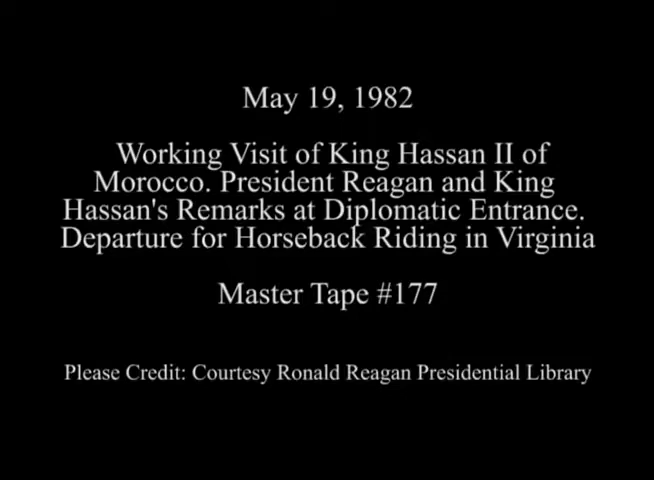 May 19, 1982
Working Visit of King Hassan II of
Morocco. President Reagan and King
Hassan's Remarks at Diplomatic Entrance.
Departure for Horseback Riding in Virginia
Master Tape #177
Please Credit: Courtesy Ronald Reagan Presidential Library